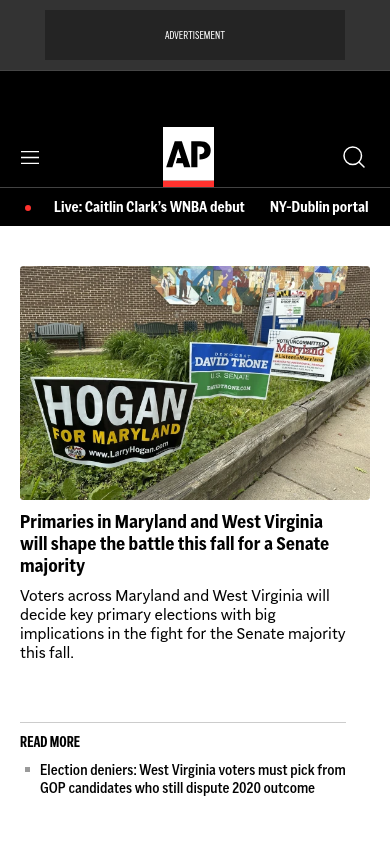 ADVERTISEMENT
AP
Live: Caitlin Clark’s WNBA debut NY-Dublin portal
HOGAN
FOR MARYLAND
www.LarryHogan.com
DEMOCRAT
DAVID TRONE
U.S. SENATE
DAVIDTRONE.COM
VOTE UNCOMMITTED
Maryland
Primaries in Maryland and West Virginia
will shape the battle this fall for a Senate
majority
Voters across Maryland and West Virginia will
decide key primary elections with big
implications in the fight for the Senate majority
this fall.
READ MORE
Election deniers: West Virginia voters must pick from
GOP candidates who still dispute 2020 outcome